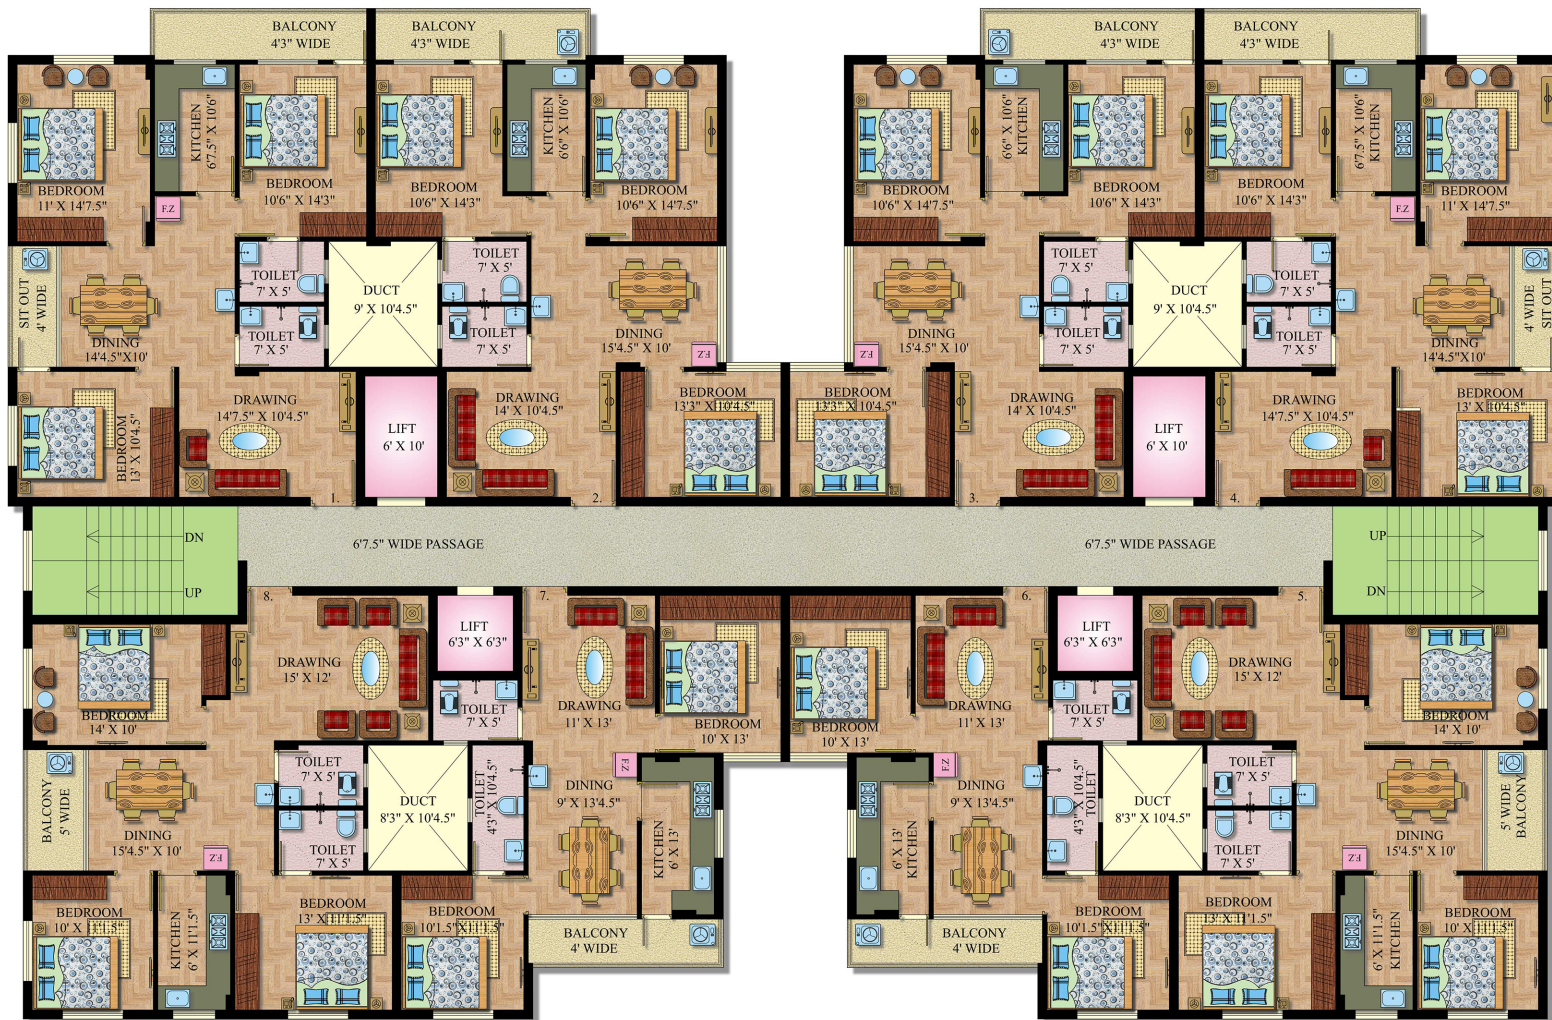 BALCONY
4'3" WIDE
BALCONY
4'3" WIDE
BALCONY
4'3" WIDE
BALCONY
4'3" WIDE
BEDROOM
11' X 14'7.5"
KITCHEN
6'7.5" X 10'6"
BEDROOM
10'6" X 14'3"
BEDROOM
10'6" X 14'3"
KITCHEN
6'6" X 10'6"
BEDROOM
10'6" X 14'7.5"
BEDROOM
10'6" X 14'7.5"
6'6" X 10'6"
KITCHEN
BEDROOM
10'6" X 14'3"
BEDROOM
10'6" X 14'3"
6'7.5" X 10'6"
KITCHEN
BEDROOM
11' X 14'7.5"
F.Z
F.Z
SIT OUT
4' WIDE
DINING
14'4.5"X10'
TOILET
7' X 5'
TOILET
7' X 5'
DUCT
9' X 10'4.5"
TOILET
7' X 5'
TOILET
7' X 5'
DINING
15'4.5" X 10'
F.Z
DINING
15'4.5" X 10'
F.Z
TOILET
7' X 5'
TOILET
7' X 5'
DUCT
9' X 10'4.5"
TOILET
7' X 5'
TOILET
7' X 5'
DINING
14'4.5"X10'
4' WIDE
SIT OUT
BEDROOM
13' X 10'4.5"
DRAWING
14'7.5" X 10'4.5"
LIFT
6' X 10'
DRAWING
14' X 10'4.5"
BEDROOM
13'3" X 10'4.5"
BEDROOM
13'3" X 10'4.5"
DRAWING
14' X 10'4.5"
LIFT
6' X 10'
DRAWING
14'7.5" X 10'4.5"
BEDROOM
13' X 10'4.5"
1.
2.
3.
4.
DN
UP
6'7.5" WIDE PASSAGE
6'7.5" WIDE PASSAGE
UP
DN
8.
7.
6.
5.
BEDROOM
14' X 10'
DRAWING
15' X 12'
LIFT
6'3" X 6'3"
DRAWING
11' X 13'
BEDROOM
10' X 13'
BEDROOM
10' X 13'
DRAWING
11' X 13'
LIFT
6'3" X 6'3"
DRAWING
15' X 12'
BEDROOM
14' X 10'
TOILET
7' X 5'
TOILET
7' X 5'
BALCONY
5' WIDE
DINING
15'4.5" X 10'
F.Z
TOILET
7' X 5'
TOILET
7' X 5'
DUCT
8'3" X 10'4.5"
TOILET
4'3" X 10'4.5"
DINING
9' X 13'4.5"
F.Z
KITCHEN
6' X 13'
6' X 13'
KITCHEN
F.Z
DINING
9' X 13'4.5"
4'3" X 10'4.5"
TOILET
DUCT
8'3" X 10'4.5"
TOILET
7' X 5'
TOILET
7' X 5'
F.Z
DINING
15'4.5" X 10'
5' WIDE
BALCONY
BEDROOM
10' X 11'1.5"
KITCHEN
6' X 11'1.5"
BEDROOM
13' X 11'1.5"
BEDROOM
10'1.5"X11'1.5"
BALCONY
4' WIDE
BALCONY
4' WIDE
BEDROOM
10'1.5"X11'1.5"
BEDROOM
13' X 11'1.5"
6' X 11'1.5"
KITCHEN
BEDROOM
10' X 11'1.5"